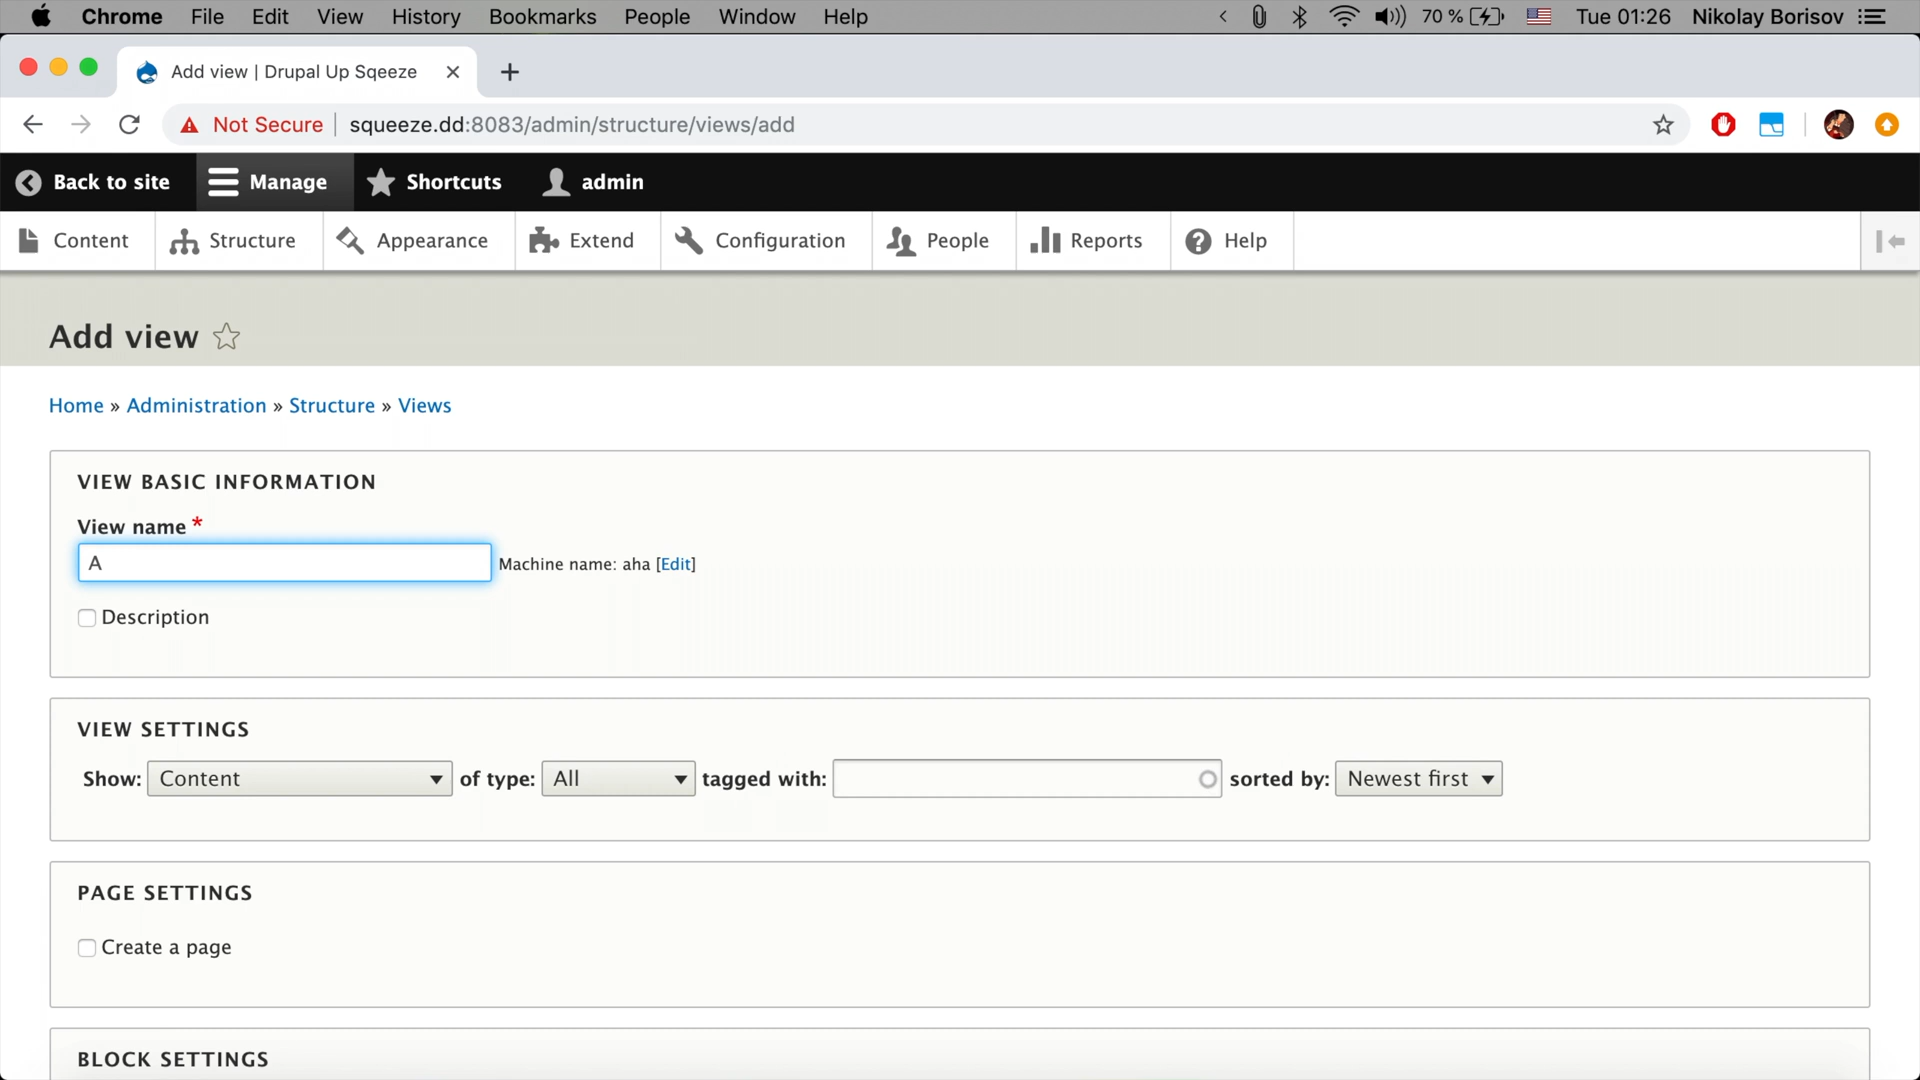 Chrome File Edit View History Bookmarks People Window Help 70 % Tue 01:26 Nikolay Borisov
Add view | Drupal Up Sqeeze
Not Secure squeeze.dd:8083/admin/structure/views/add
Back to site Manage Shortcuts admin
Content Structure Appearance Extend Configuration People Reports Help
Add view
Home » Administration » Structure » Views
VIEW BASIC INFORMATION
View name *
A Machine name: aha [Edit]
Description
VIEW SETTINGS
Show: Content of type: All tagged with: sorted by: Newest first
PAGE SETTINGS
Create a page
BLOCK SETTINGS